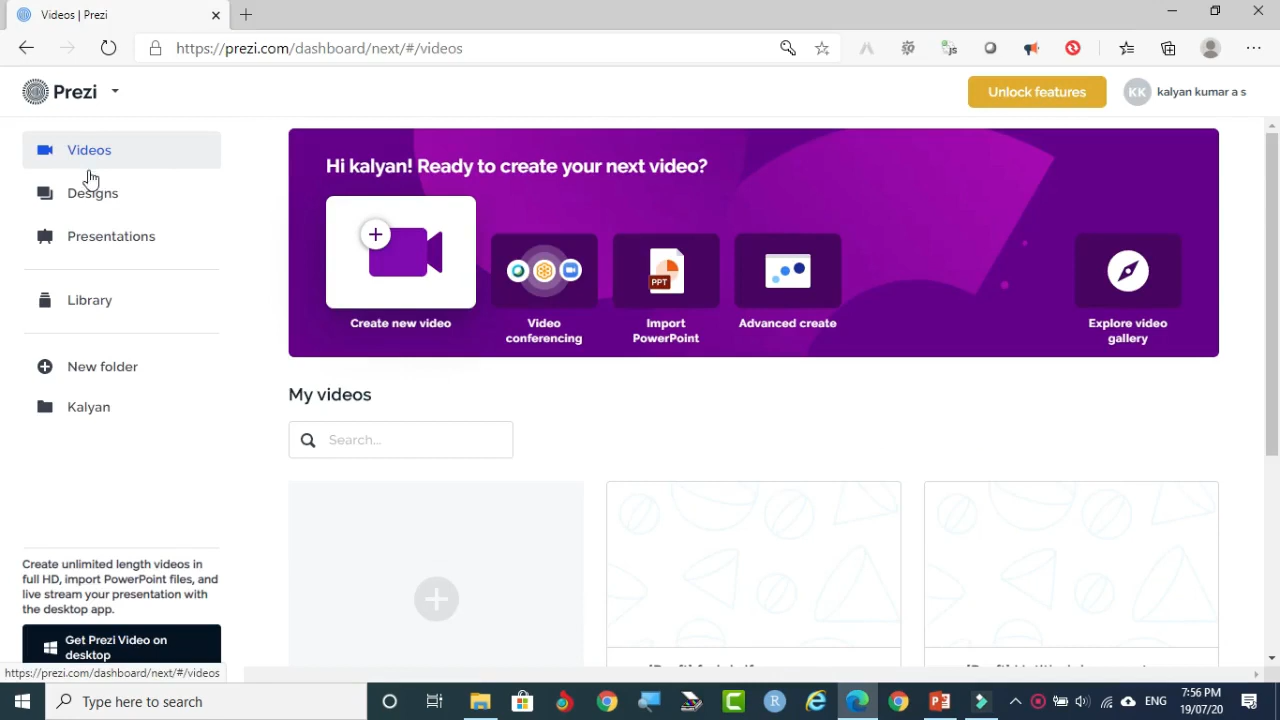 Videos | Prezi
https://prezi.com/dashboard/next/#/videos
Prezi
Unlock features
KK
kalyan kumar a s
Videos
Designs
Presentations
Library
New folder
Kalyan
Create unlimited length videos in
full HD, import PowerPoint files, and
live stream your presentation with
the desktop app.
Get Prezi Video on
desktop
Hi kalyan! Ready to create your next video?
Create new video
Video
conferencing
PPT
Import
PowerPoint
Advanced create
Explore video
gallery
My videos
Search...
https://prezi.com/dashboard/next/#/videos
Type here to search
ENG
7:56 PM
19/07/20